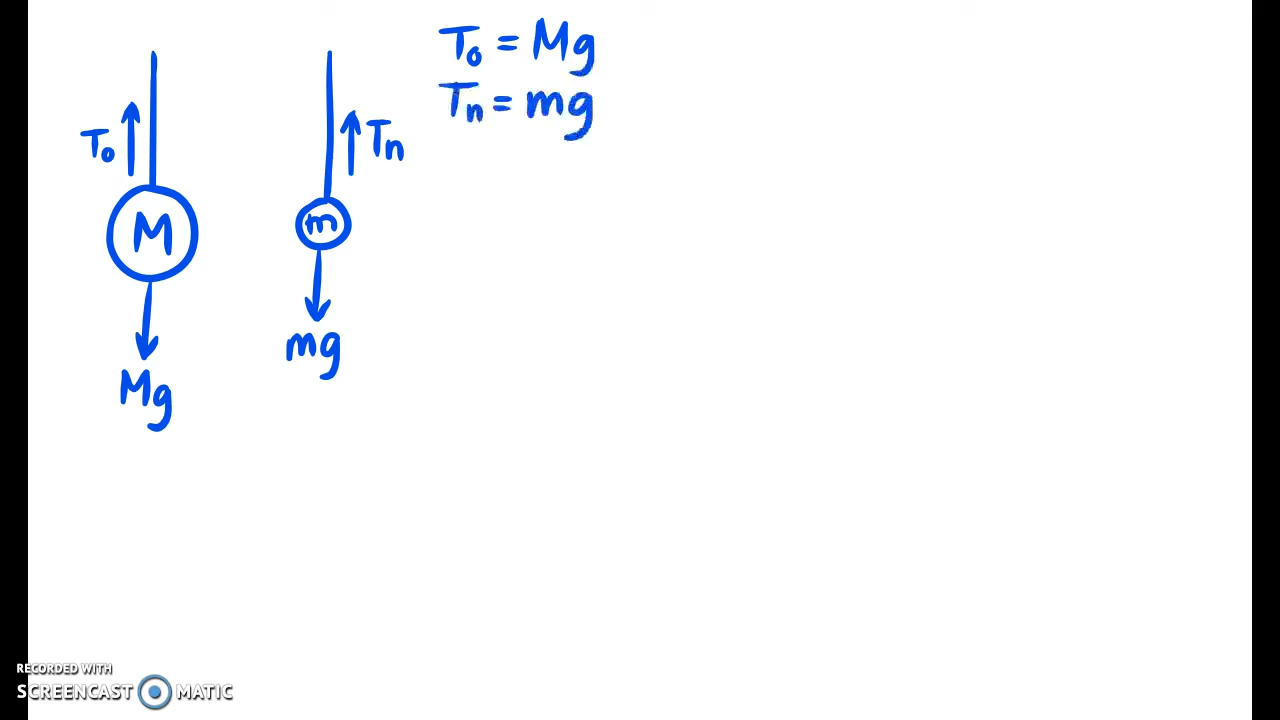 T₀ = Mg
Tₙ = mg
T₀
Tₙ
M
m
mg
Mg
RECORDED WITH
SCREENCAST MATIC